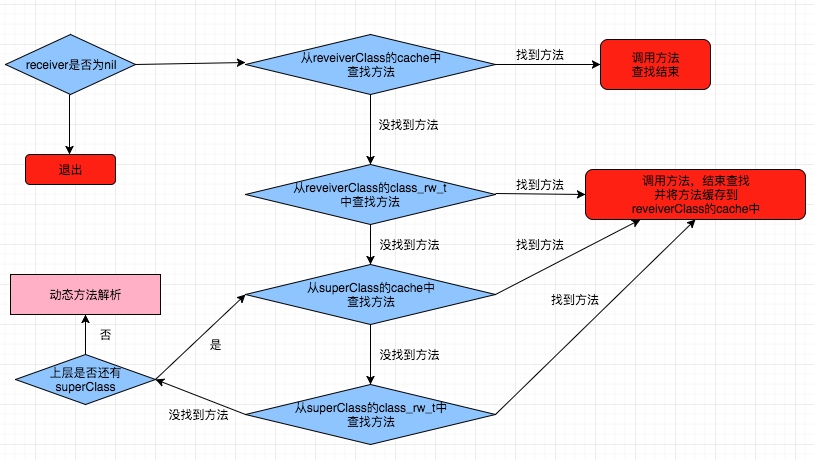 receiver是否为nil
从reveiverClass的cache中
查找方法
找到方法
调用方法
查找结束
没找到方法
退出
从reveiverClass的class_rw_t
中查找方法
找到方法
调用方法，结束查找
并将方法缓存到
reveiverClass的cache中
没找到方法
找到方法
从superClass的cache中
查找方法
动态方法解析
找到方法
否
是
没找到方法
上层是否还有
superClass
没找到方法
从superClass的class_rw_t中
查找方法